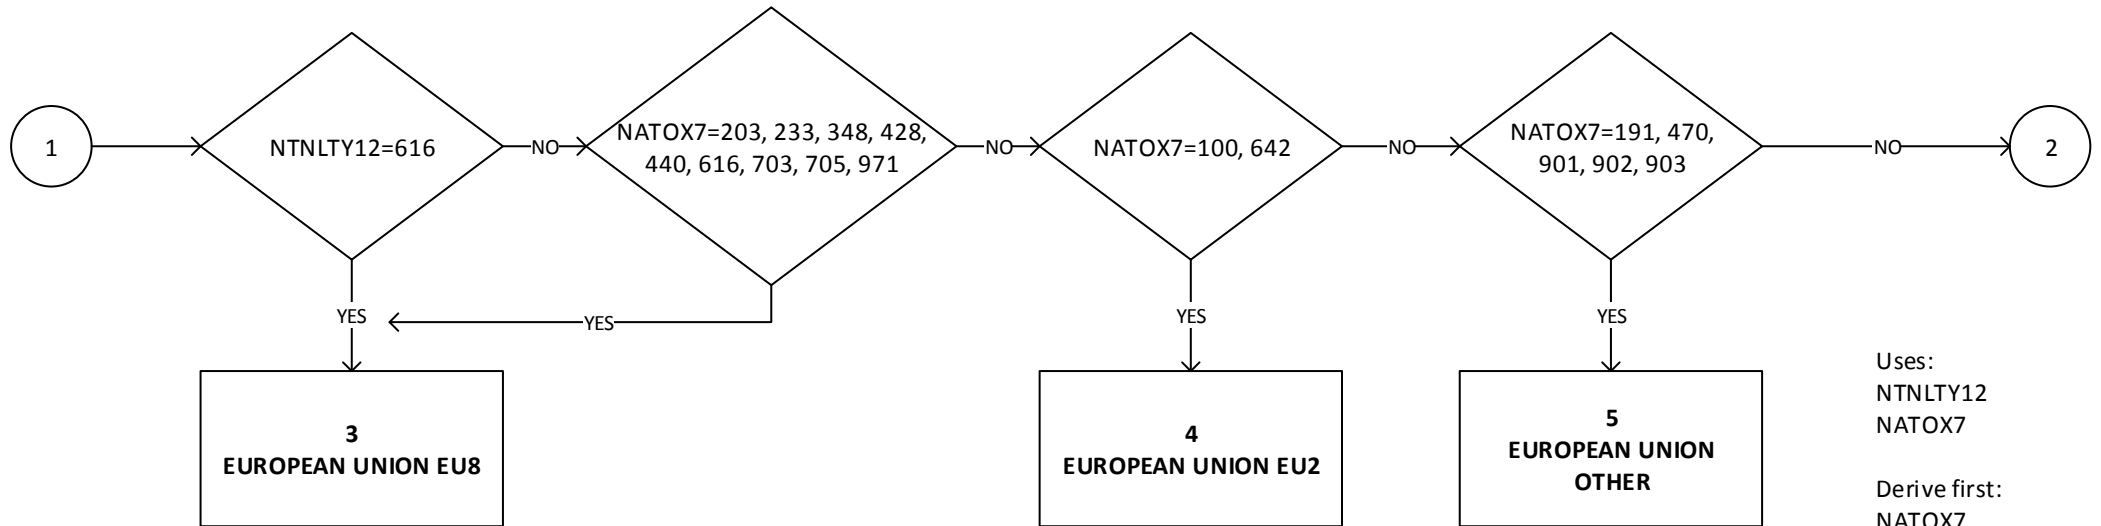 1
NTNLTY12=616
NO
NATOX7=203, 233, 348, 428,
440, 616, 703, 705, 971
NO
NATOX7=100, 642
NO
NATOX7=191, 470,
901, 902, 903
NO
2
YES
YES
YES
YES
3
EUROPEAN UNION EU8
4
EUROPEAN UNION EU2
5
EUROPEAN UNION
OTHER
Uses:
NTNLTY12
NATOX7
Derive first:
NATOX7